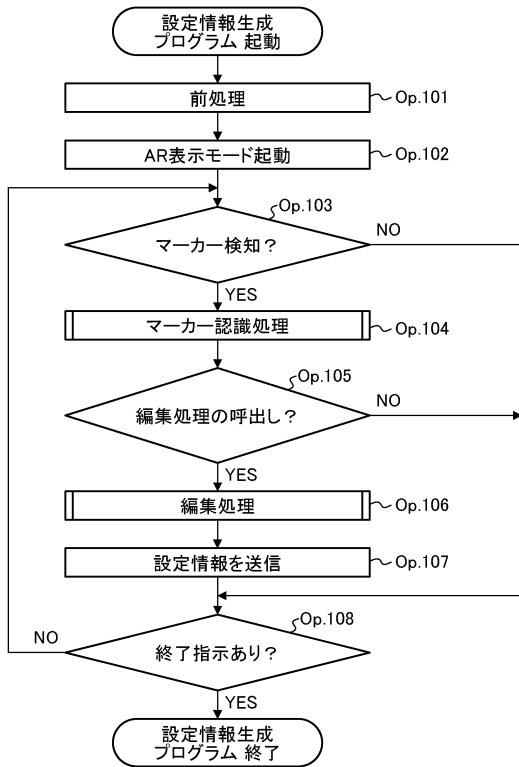 設定情報生成
プログラム 起動
前処理
Op.101
AR表示モード起動
Op.102
Op.103
マーカー検知？
NO
YES
マーカー認識処理
Op.104
Op.105
編集処理の呼出し？
NO
YES
編集処理
Op.106
設定情報を送信
Op.107
Op.108
NO
終了指示あり？
YES
設定情報生成
プログラム 終了